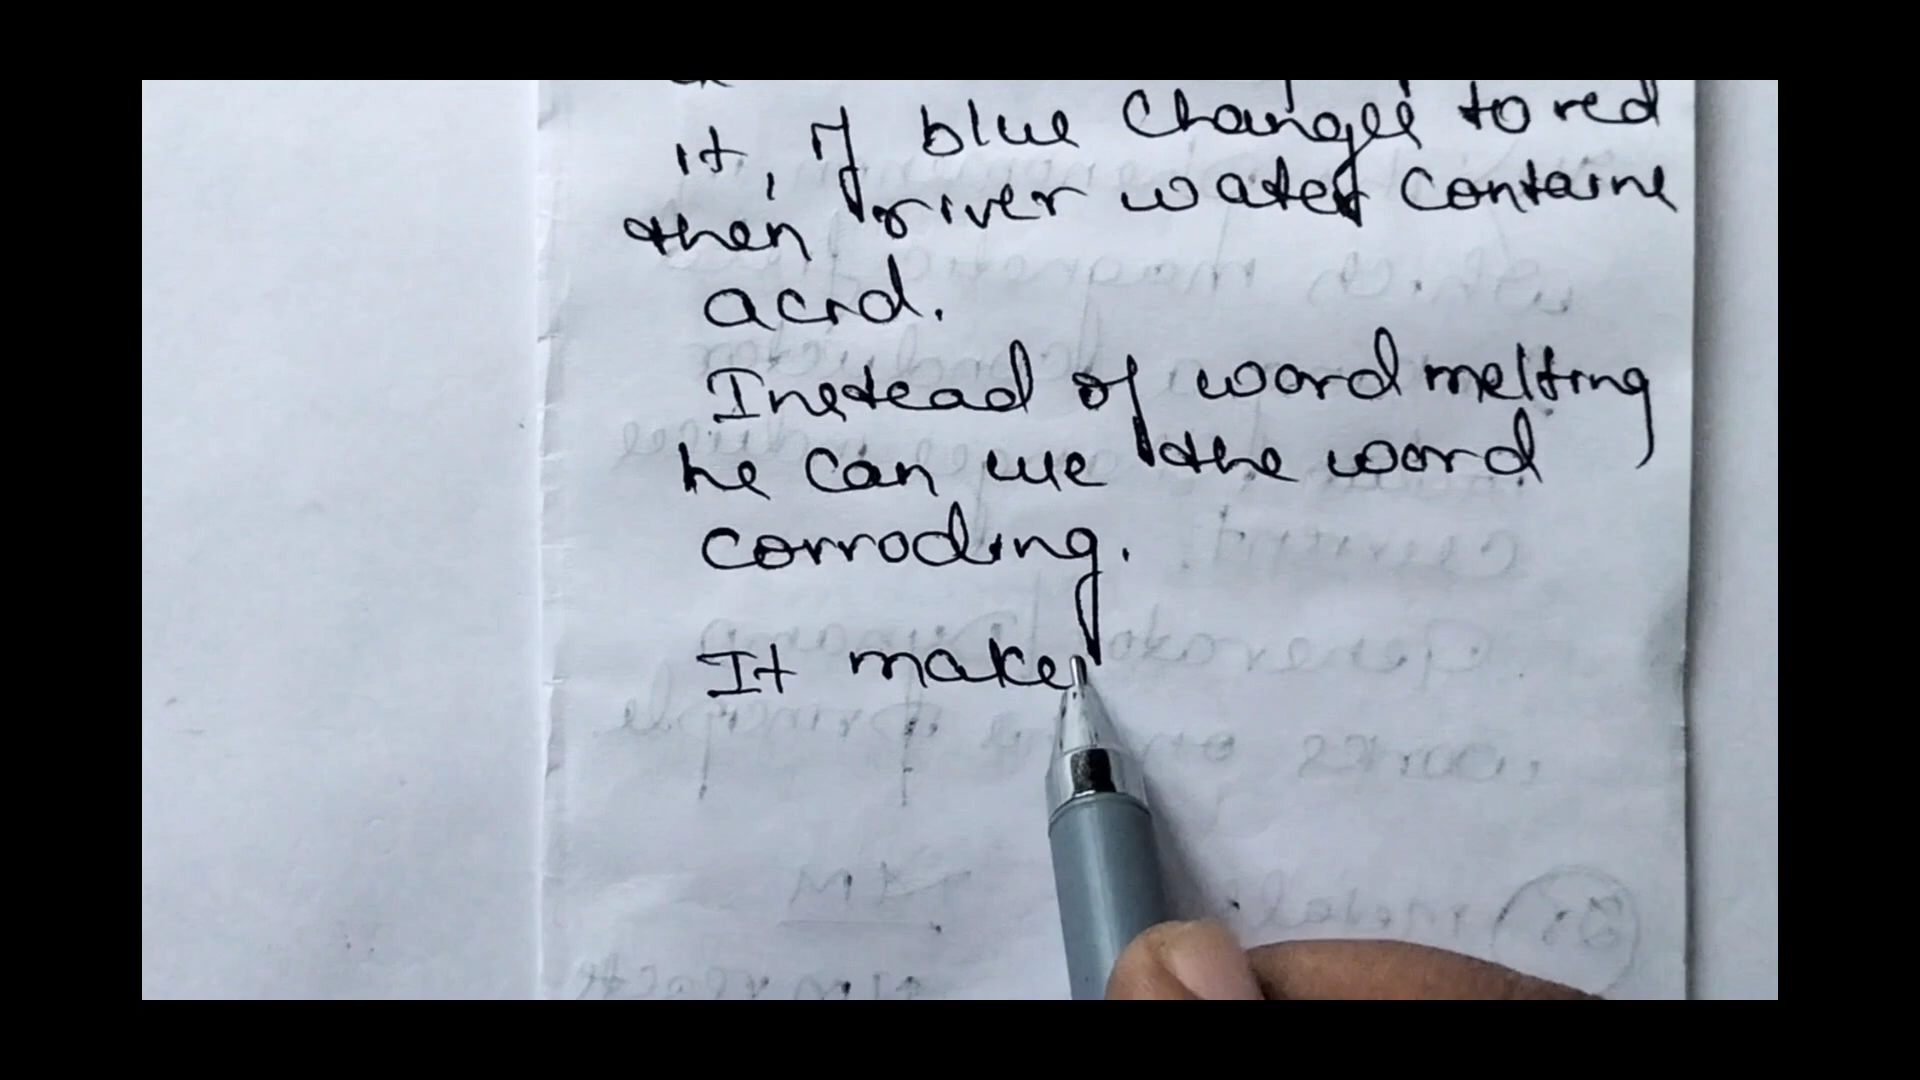 it, if blue changes to red
then river water contains
acid.
Instead of word melting
he can use the word
corroding.
It make